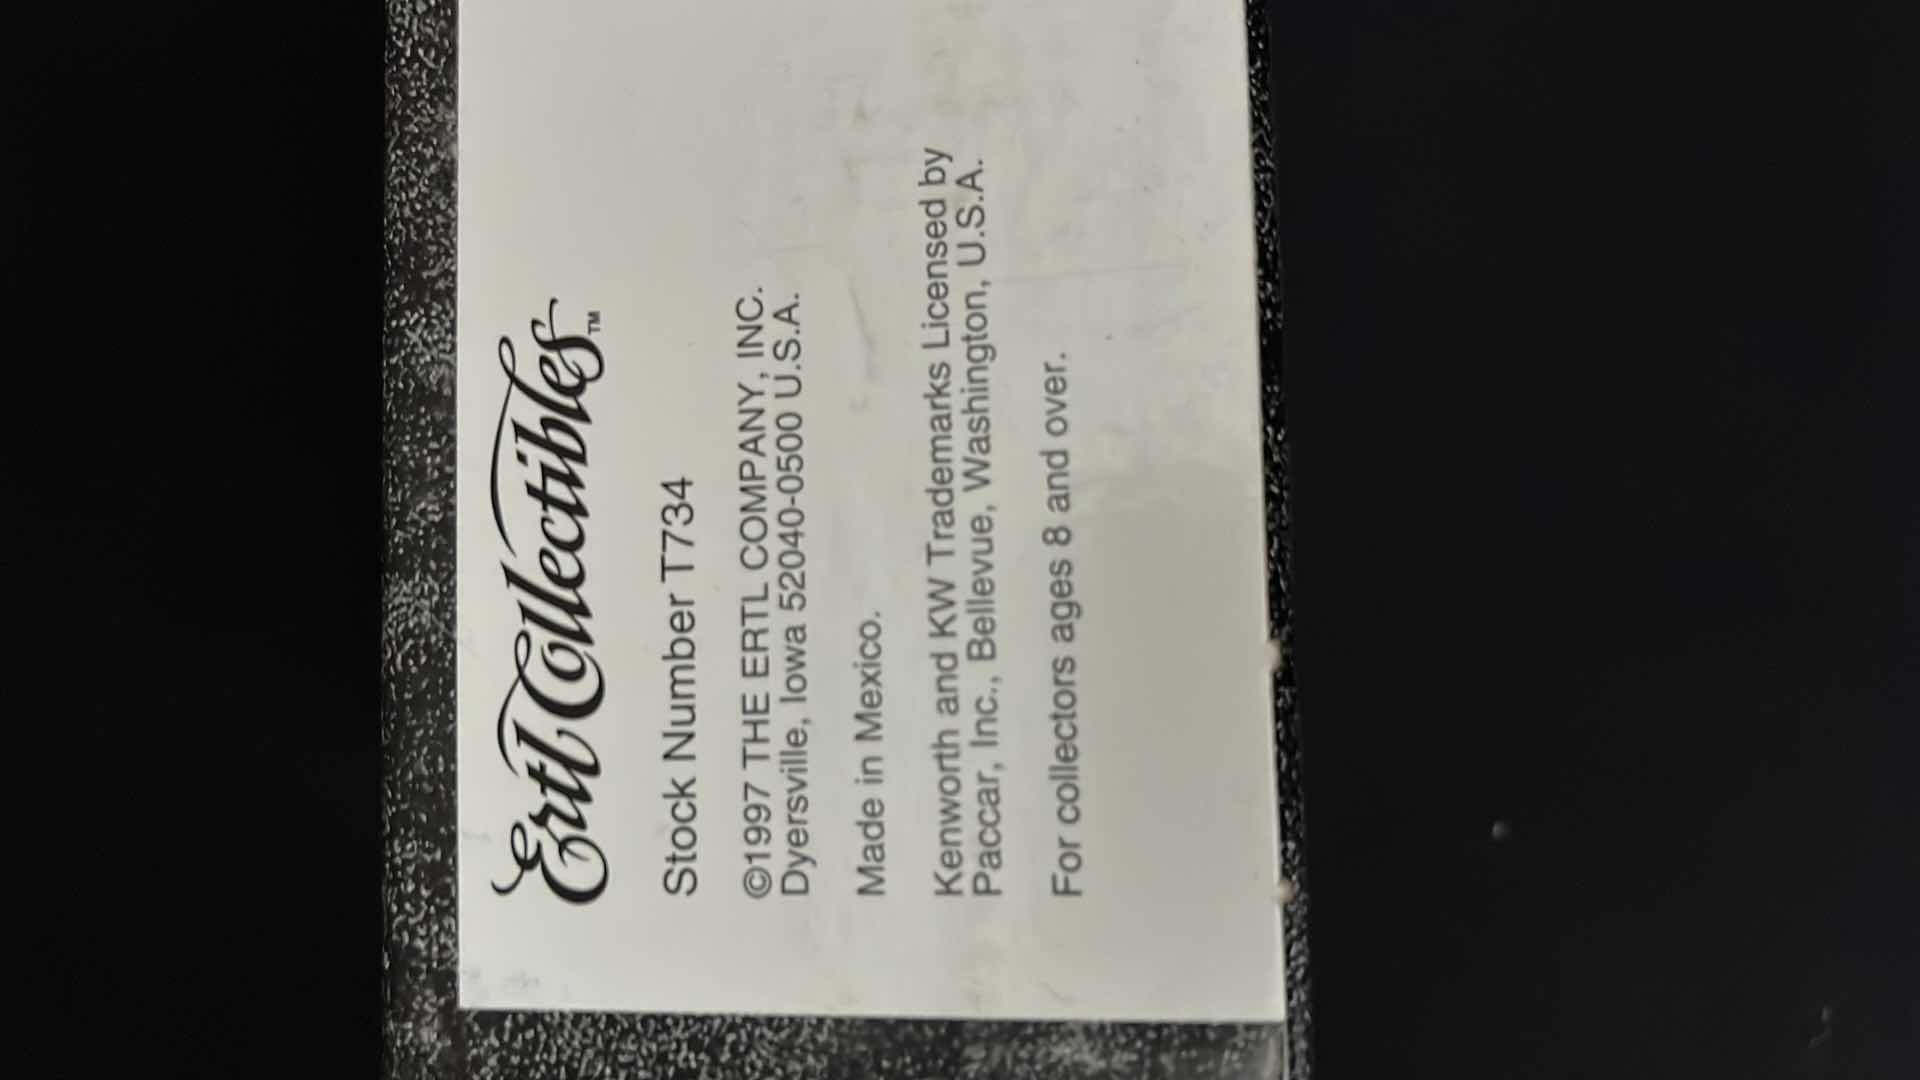 Ertl Collectibles™
Stock Number T734
©1997 THE ERTL COMPANY, INC.
Dyersville, Iowa 52040-0500 U.S.A.
Made in Mexico.
Kenworth and KW Trademarks Licensed by
Paccar, Inc., Bellevue, Washington, U.S.A.
For collectors ages 8 and over.